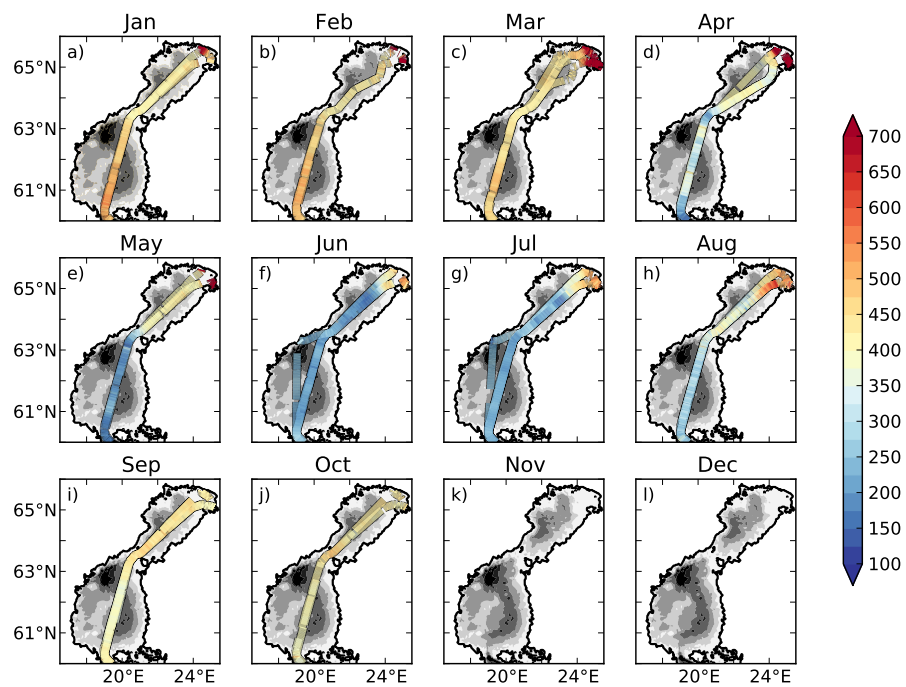 Jan Feb Mar Apr
a) b) c) d)
65°N
63°N
61°N
May Jun Jul Aug
e) f) g) h)
65°N
63°N
61°N
Sep Oct Nov Dec
i) j) k) l)
65°N
63°N
61°N
20°E 24°E 20°E 24°E 20°E 24°E 20°E 24°E
700
650
600
550
500
450
400
350
300
250
200
150
100